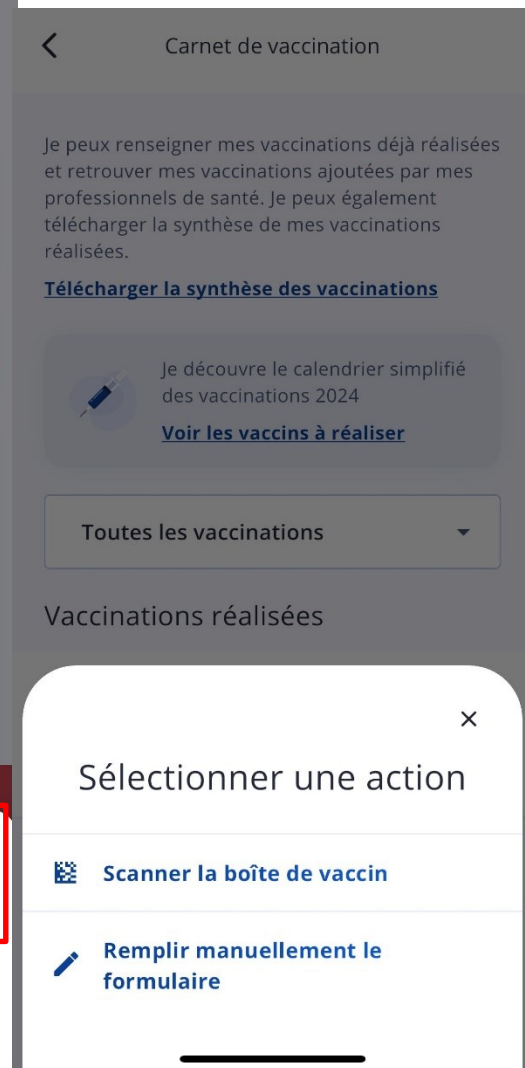 Carnet de vaccination
Je peux renseigner mes vaccinations déjà réalisées
et retrouver mes vaccinations ajoutées par mes
professionnels de santé. Je peux également
télécharger la synthèse de mes vaccinations
réalisées.
Télécharger la synthèse des vaccinations
Je découvre le calendrier simplifié
des vaccinations 2024
Voir les vaccins à réaliser
Toutes les vaccinations
Vaccinations réalisées
Sélectionner une action
Scanner la boîte de vaccin
Remplir manuellement le
formulaire